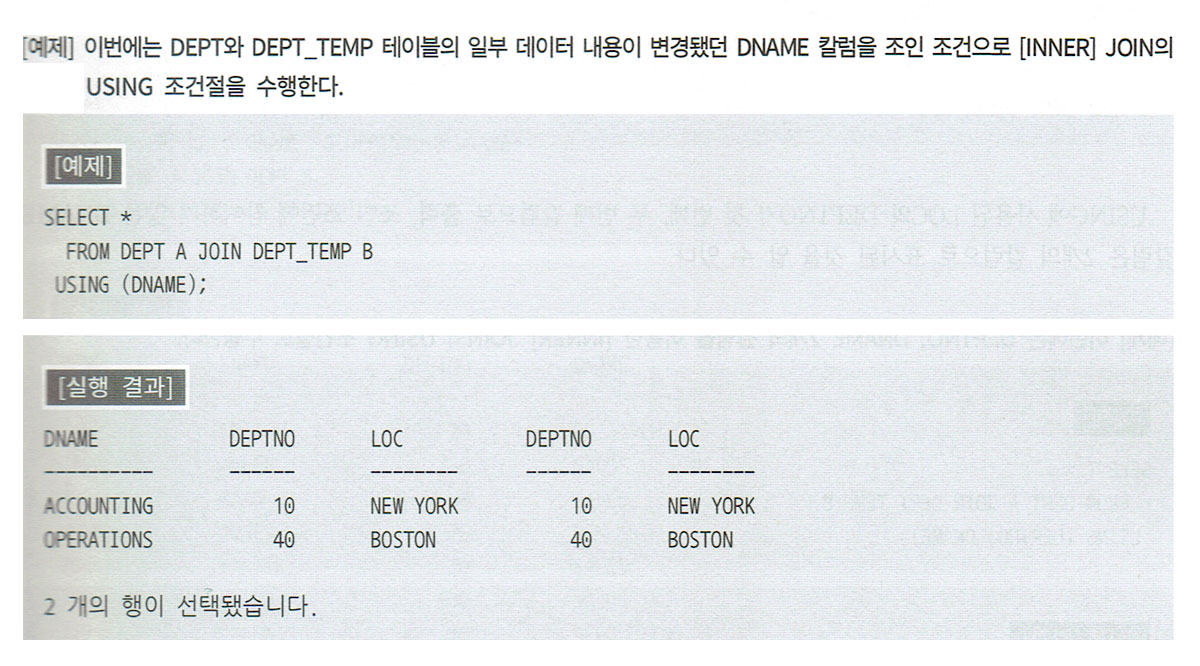 [예제] 이번에는 DEPT와 DEPT_TEMP 테이블의 일부 데이터 내용이 변경됐던 DNAME 칼럼을 조인 조건으로 [INNER] JOIN의
USING 조건절을 수행한다.
[예제]
SELECT *
FROM DEPT A JOIN DEPT_TEMP B
USING (DNAME);
[실행 결과]
DNAME DEPTNO LOC DEPTNO LOC
---------- ------ -------- ------ --------
ACCOUNTING 10 NEW YORK 10 NEW YORK
OPERATIONS 40 BOSTON 40 BOSTON
2 개의 행이 선택됐습니다.